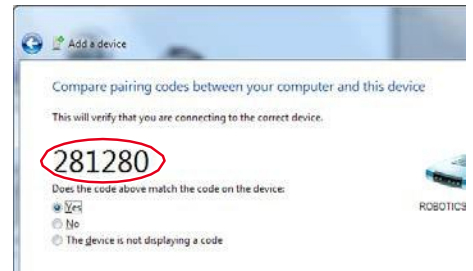 Add a device
Compare pairing codes between your computer and this device
This will verify that you are connecting to the correct device.
281280
Does the code above match the code on the device:
Yes
No
The device is not displaying a code
ROBOTICS